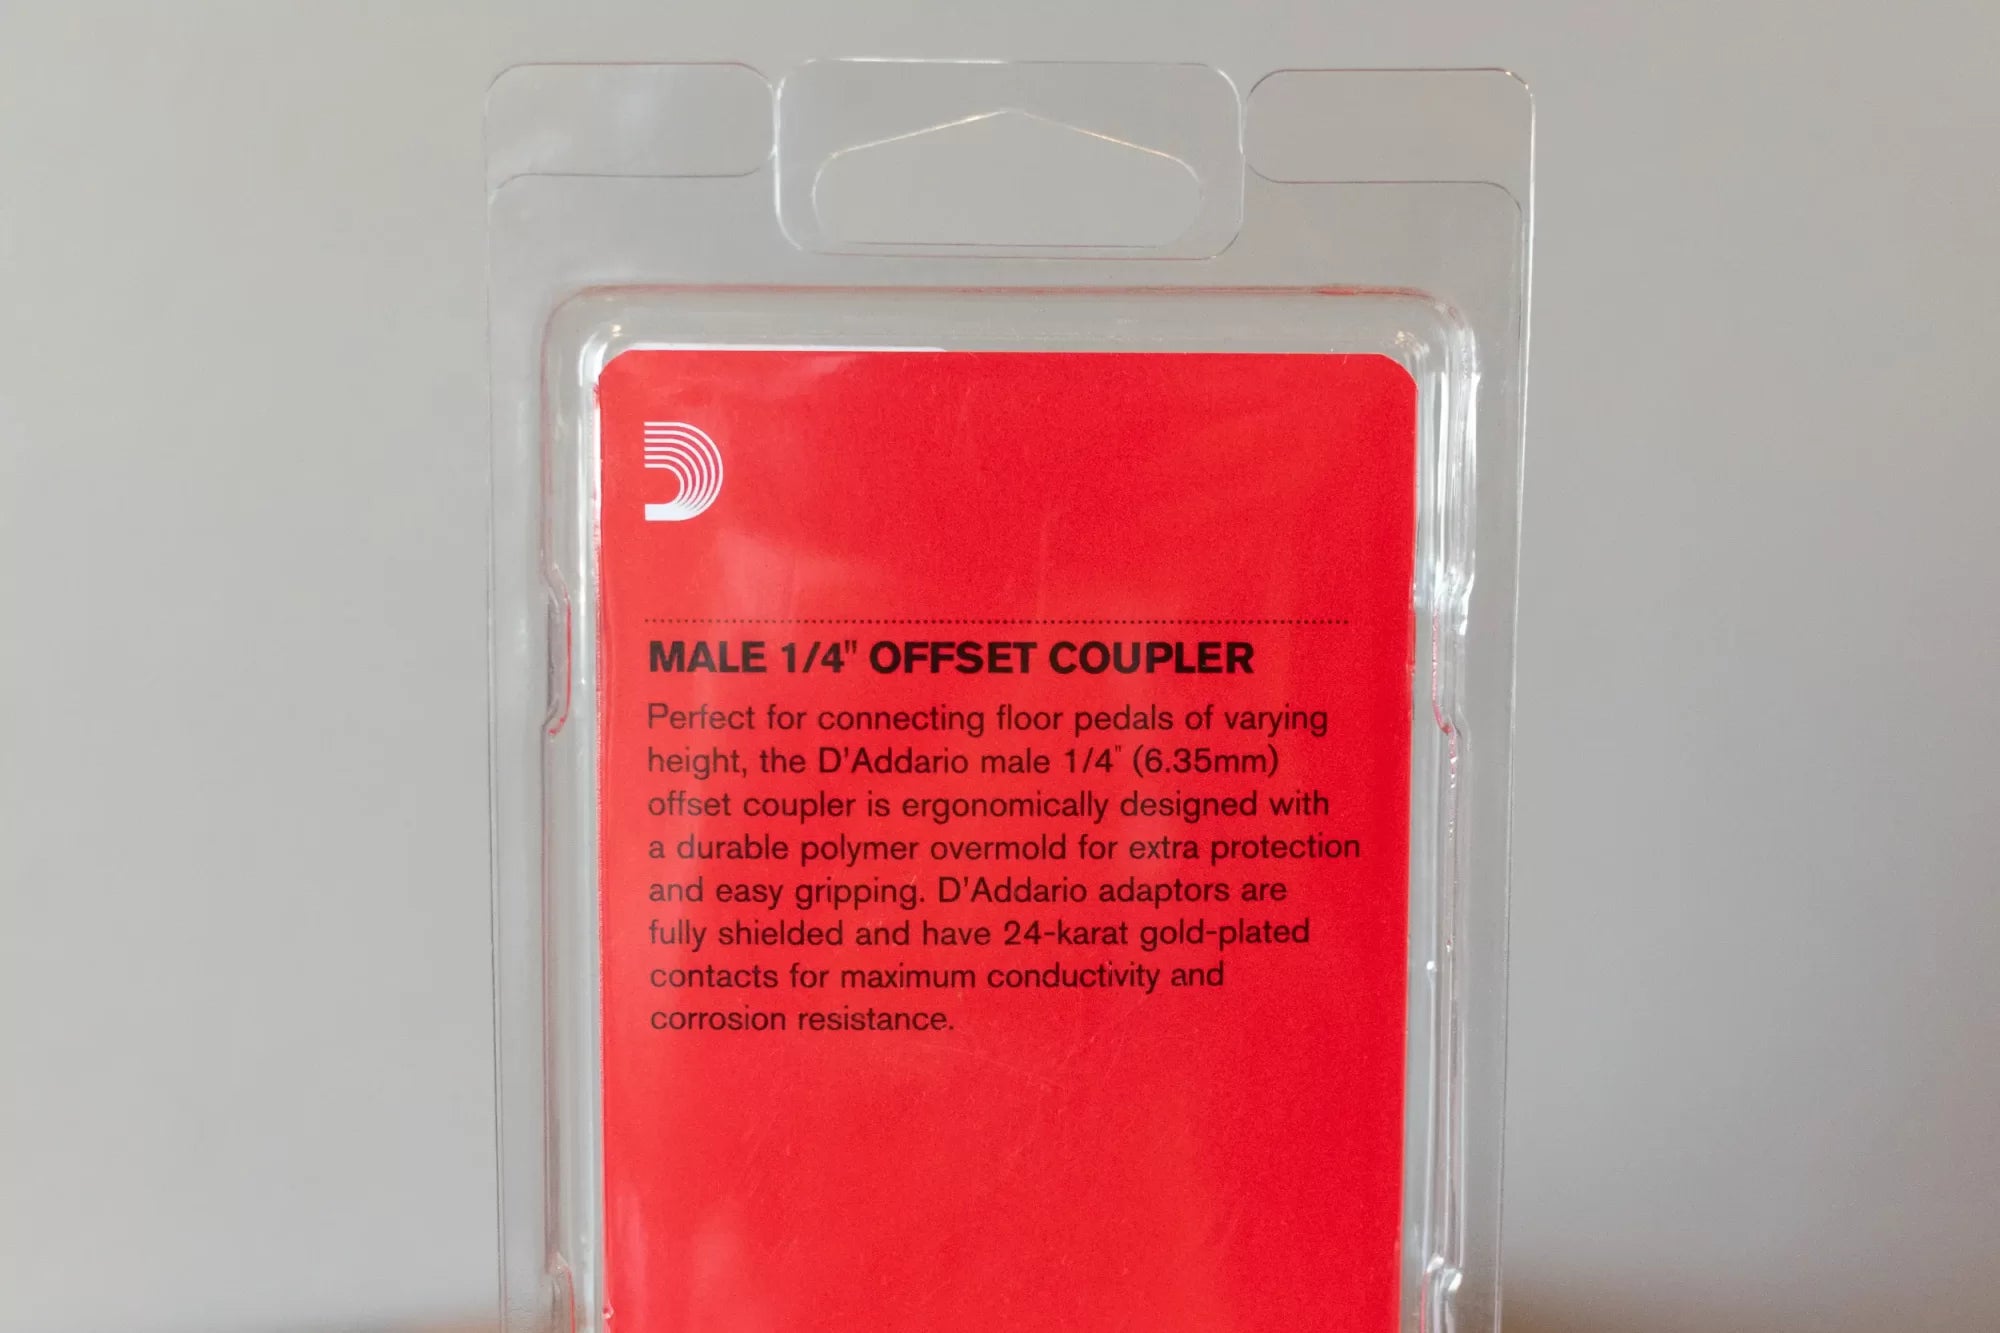 MALE 1/4" OFFSET COUPLER
Perfect for connecting floor pedals of varying
height, the D'Addario male 1/4" (6.35mm)
offset coupler is ergonomically designed with
a durable polymer overmold for extra protection
and easy gripping. D'Addario adaptors are
fully shielded and have 24-karat gold-plated
contacts for maximum conductivity and
corrosion resistance.